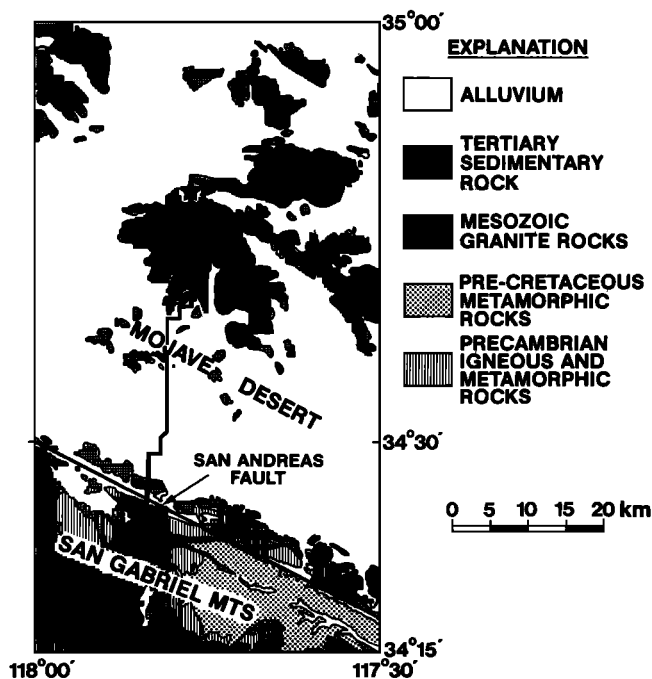 35°00′
EXPLANATION
ALLUVIUM
TERTIARY
SEDIMENTARY
ROCK
MESOZOIC
GRANITE ROCKS
PRE-CRETACEOUS
METAMORPHIC
ROCKS
PRECAMBRIAN
IGNEOUS AND
METAMORPHIC
ROCKS
MOJAVE DESERT
34°30′
SAN ANDREAS
FAULT
0 5 10 15 20 km
SAN GABRIEL MTS
34°15′
118°00′ 117°30′